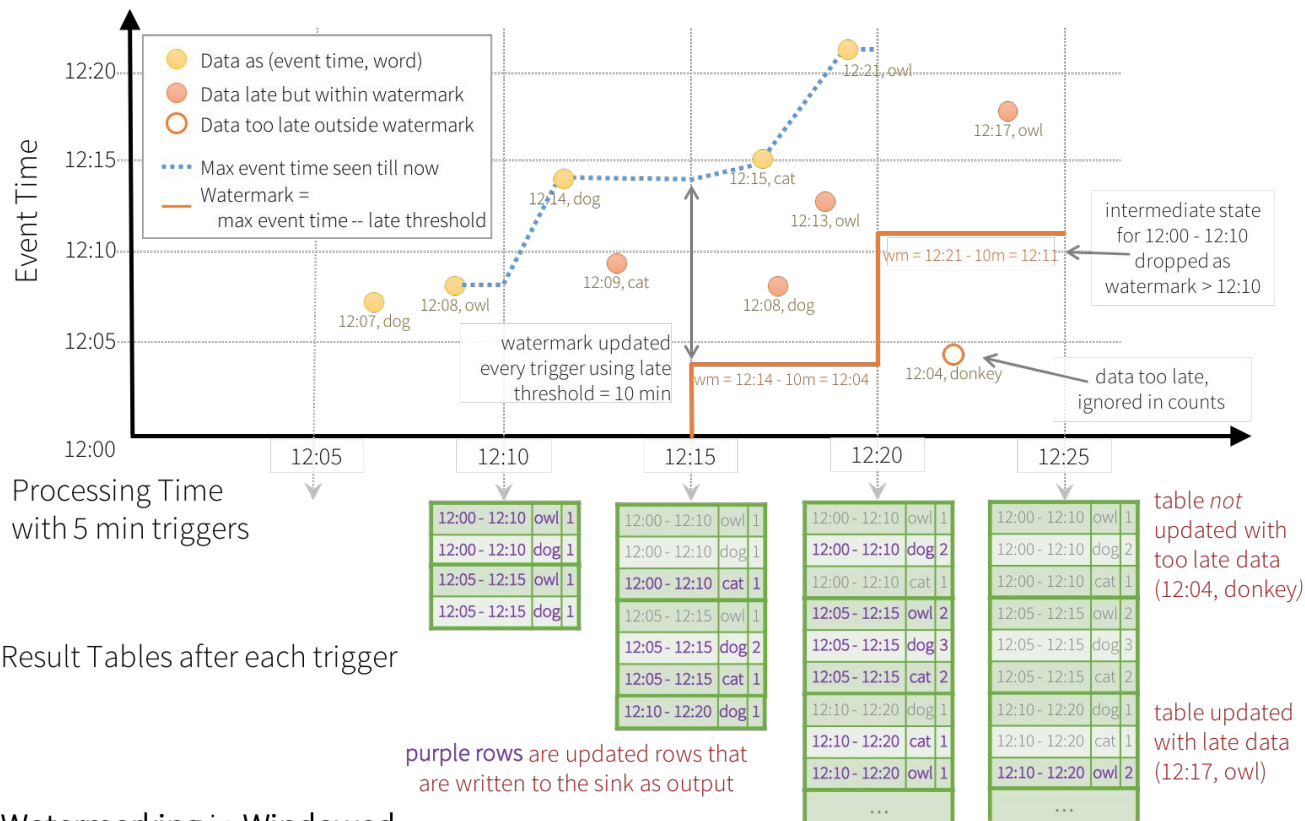 Data as (event time, word)
Data late but within watermark
Data too late outside watermark
Max event time seen till now
Watermark =
max event time -- late threshold
Event Time
12:20
12:15
12:10
12:05
12:00
12:21, owl
12:17, owl
12:15, cat
12:14, dog
12:13, owl
12:09, cat
12:08, owl
12:08, dog
12:07, dog
12:04, donkey
wm = 12:21 - 10m = 12:11
wm = 12:14 - 10m = 12:04
intermediate state
for 12:00 - 12:10
dropped as
watermark > 12:10
watermark updated
every trigger using late
threshold = 10 min
data too late,
ignored in counts
12:05
12:10
12:15
12:20
12:25
Processing Time
with 5 min triggers
12:00 - 12:10 owl 1
12:00 - 12:10 dog 1
12:05 - 12:15 owl 1
12:05 - 12:15 dog 1
12:00 - 12:10 owl 1
12:00 - 12:10 dog 1
12:00 - 12:10 cat 1
12:05 - 12:15 owl 1
12:05 - 12:15 dog 2
12:05 - 12:15 cat 1
12:10 - 12:20 dog 1
12:00 - 12:10 owl 1
12:00 - 12:10 dog 2
12:00 - 12:10 cat 1
12:05 - 12:15 owl 2
12:05 - 12:15 dog 3
12:05 - 12:15 cat 2
12:10 - 12:20 dog 1
12:10 - 12:20 cat 1
12:10 - 12:20 owl 1
...
12:00 - 12:10 owl 1
12:00 - 12:10 dog 2
12:00 - 12:10 cat 1
12:05 - 12:15 owl 2
12:05 - 12:15 dog 3
12:05 - 12:15 cat 2
12:10 - 12:20 dog 1
12:10 - 12:20 cat 1
12:10 - 12:20 owl 2
...
table not
updated with
too late data
(12:04, donkey)
Result Tables after each trigger
table updated
with late data
(12:17, owl)
purple rows are updated rows that
are written to the sink as output
Watermarking in Windowed